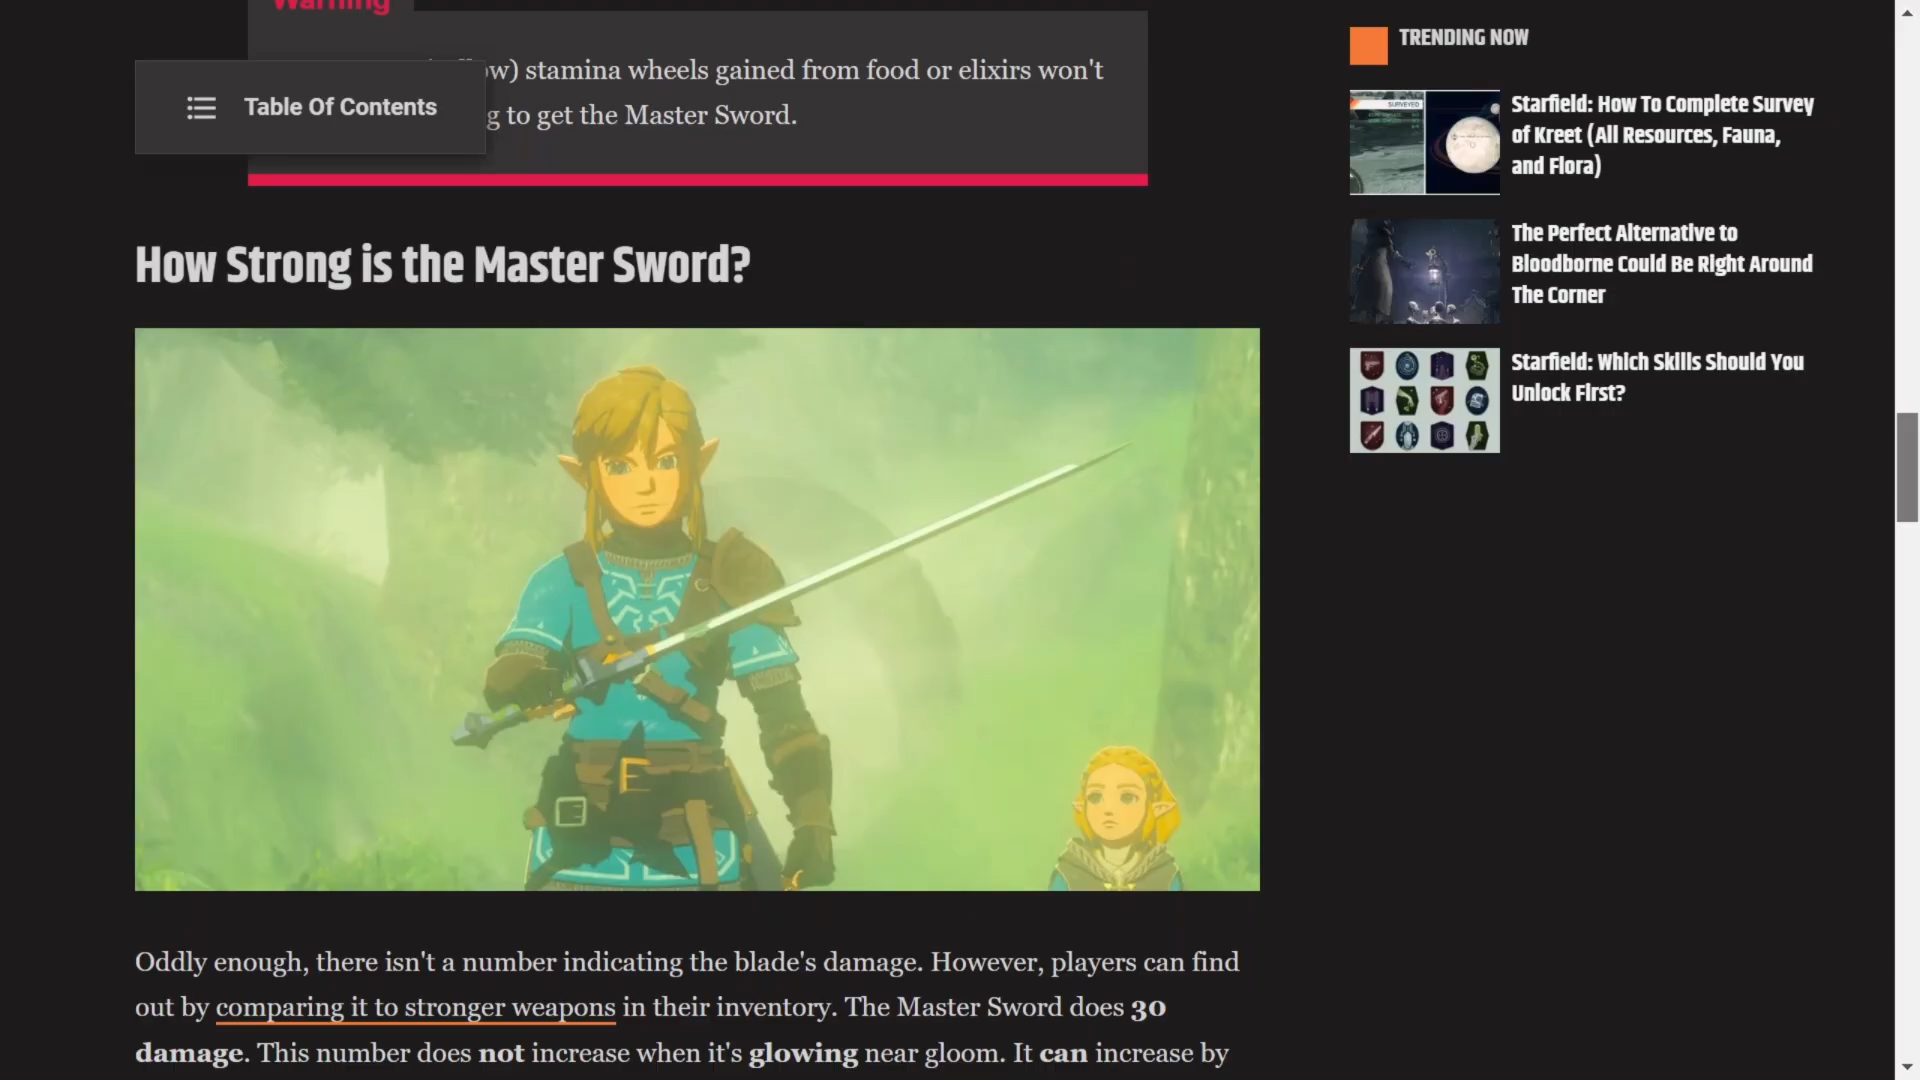 Warning
w) stamina wheels gained from food or elixirs won't
g to get the Master Sword.
Table Of Contents
How Strong is the Master Sword?
Oddly enough, there isn't a number indicating the blade's damage. However, players can find
out by comparing it to stronger weapons in their inventory. The Master Sword does 30
damage. This number does not increase when it's glowing near gloom. It can increase by
TRENDING NOW
SURVEYED
Starfield: How To Complete Survey
of Kreet (All Resources, Fauna,
and Flora)
The Perfect Alternative to
Bloodborne Could Be Right Around
The Corner
Starfield: Which Skills Should You
Unlock First?